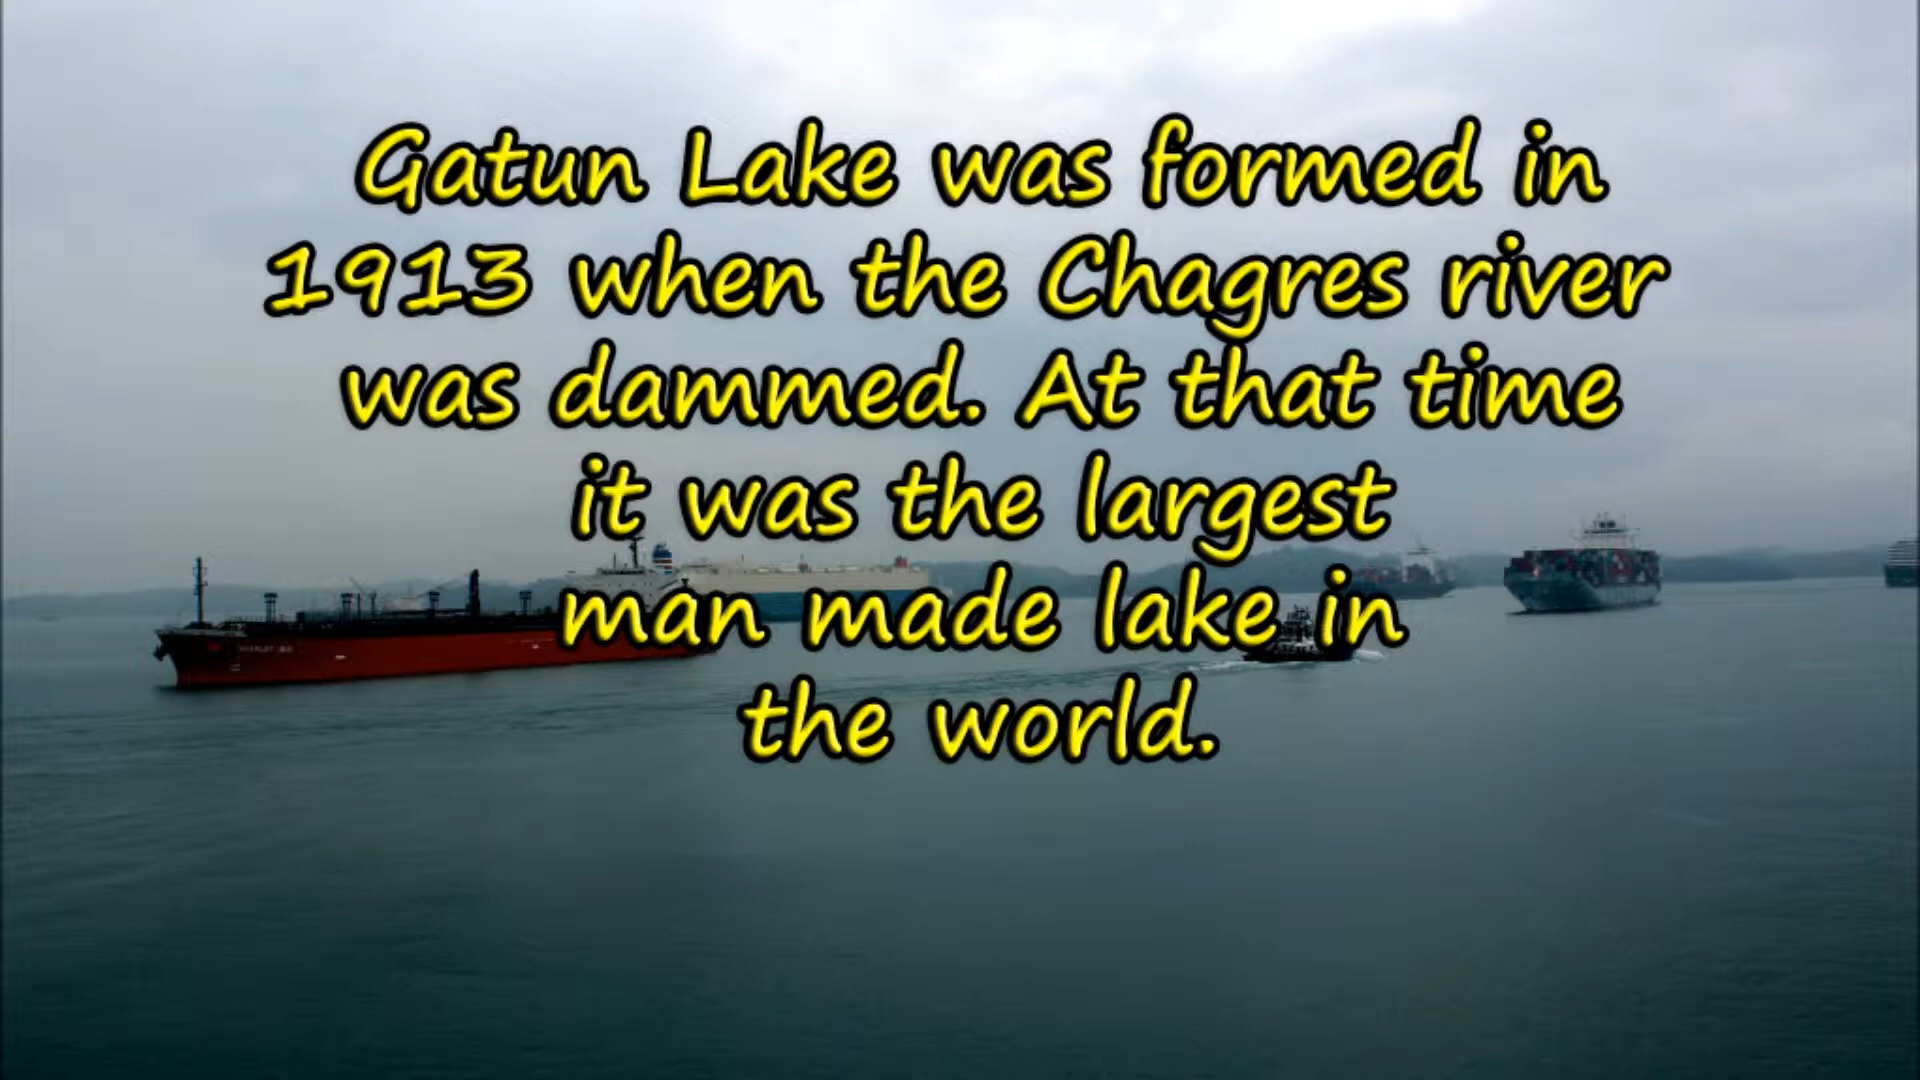 Gatun Lake was formed in
1913 when the Chagres river
was dammed. At that time
it was the largest
man made lake in
the world.